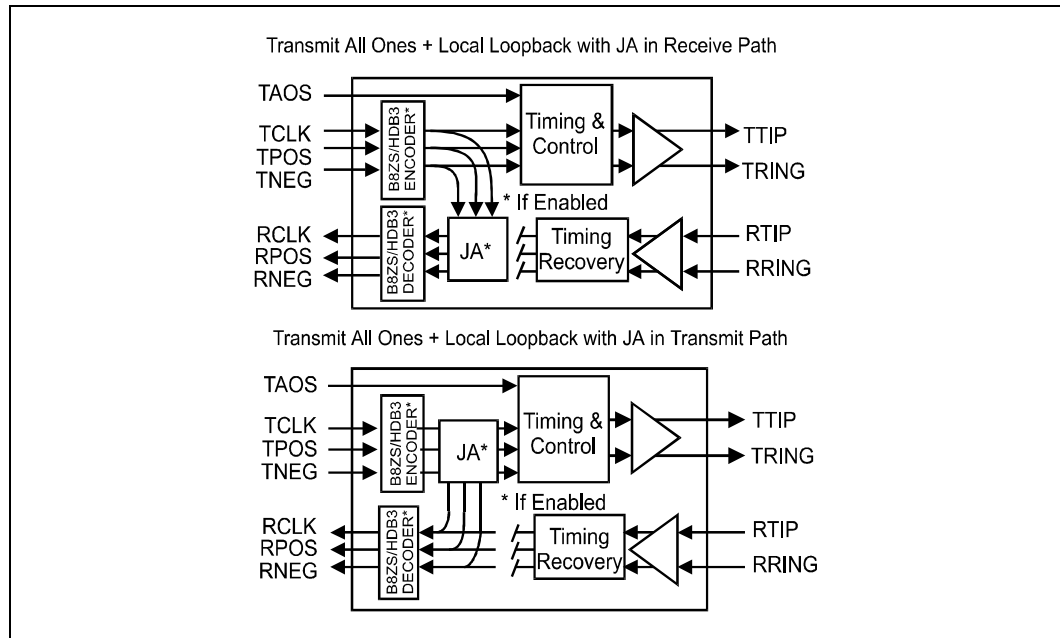 Transmit All Ones + Local Loopback with JA in Receive Path
TAOS
TCLK
TPOS
TNEG
B8ZS/HDB3
ENCODER*
Timing &
Control
TTIP
TRING
* If Enabled
RCLK
RPOS
RNEG
B8ZS/HDB3
DECODER*
JA*
Timing
Recovery
RTIP
RRING
Transmit All Ones + Local Loopback with JA in Transmit Path
TAOS
TCLK
TPOS
TNEG
B8ZS/HDB3
ENCODER*
JA*
Timing &
Control
TTIP
TRING
* If Enabled
RCLK
RPOS
RNEG
B8ZS/HDB3
DECODER*
Timing
Recovery
RTIP
RRING